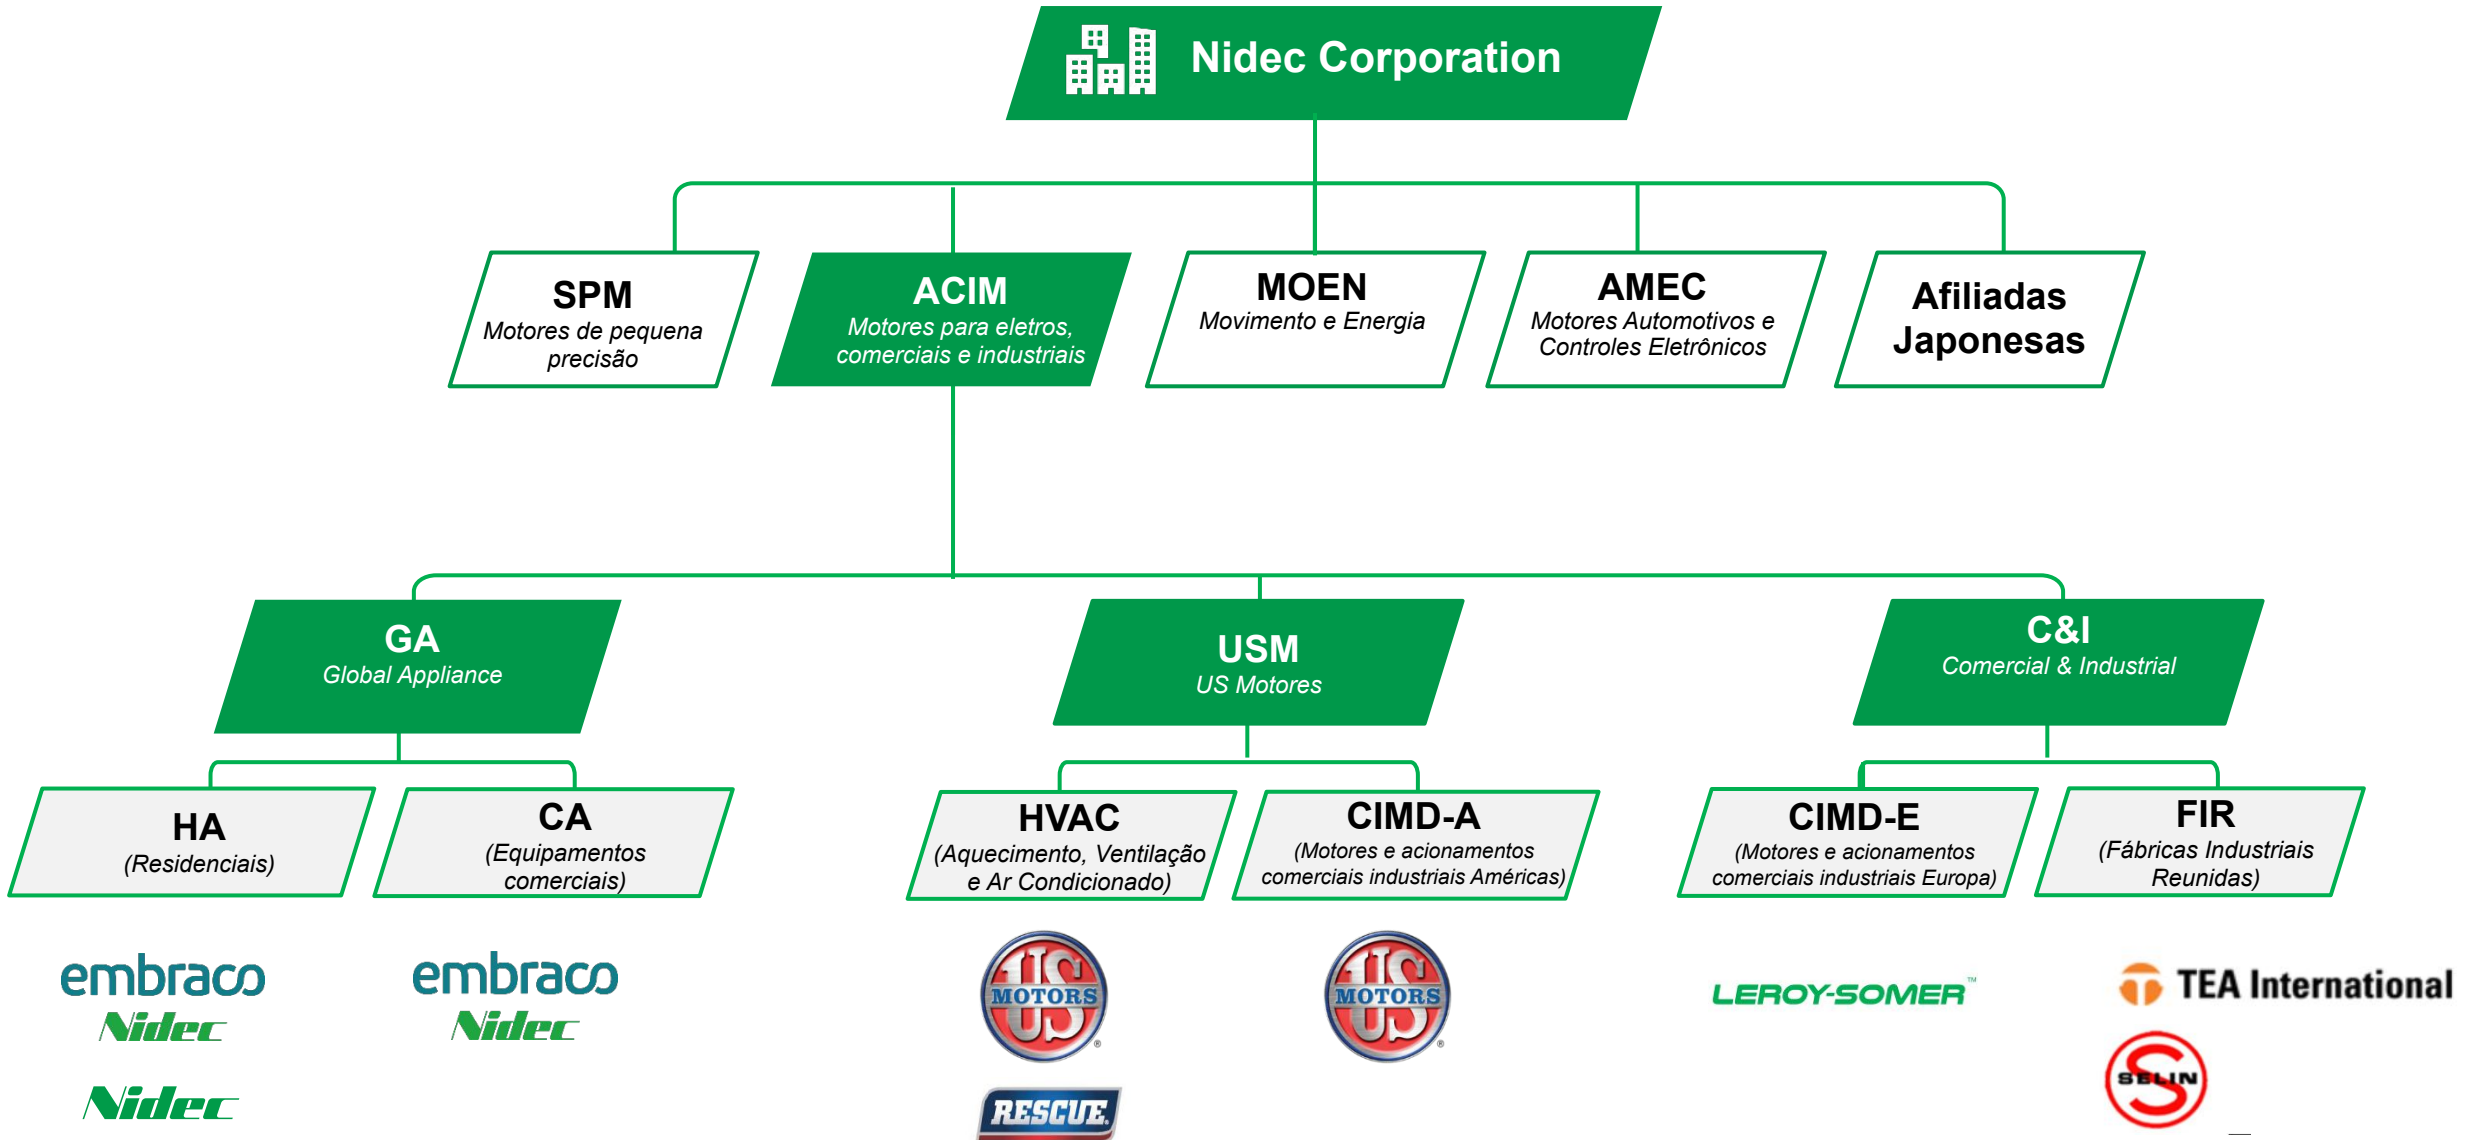 Nidec Corporation
SPM
Motores de pequena
precisão
ACIM
Motores para eletros,
comerciais e industriais
MOEN
Movimento e Energia
AMEC
Motores Automotivos e
Controles Eletrônicos
Afiliadas
Japonesas
GA
Global Appliance
USM
US Motores
C&I
Comercial & Industrial
HA
(Residenciais)
CA
(Equipamentos
comerciais)
HVAC
(Aquecimento, Ventilação
e Ar Condicionado)
CIMD-A
(Motores e acionamentos
comerciais industriais Américas)
CIMD-E
(Motores e acionamentos
comerciais industriais Europa)
FIR
(Fábricas Industriais
Reunidas)
embraco
Nidec
Nidec
embraco
Nidec
US
MOTORS
®
RESCUE.
US
MOTORS
®
LEROY-SOMER™
TEA International
S
SELIN